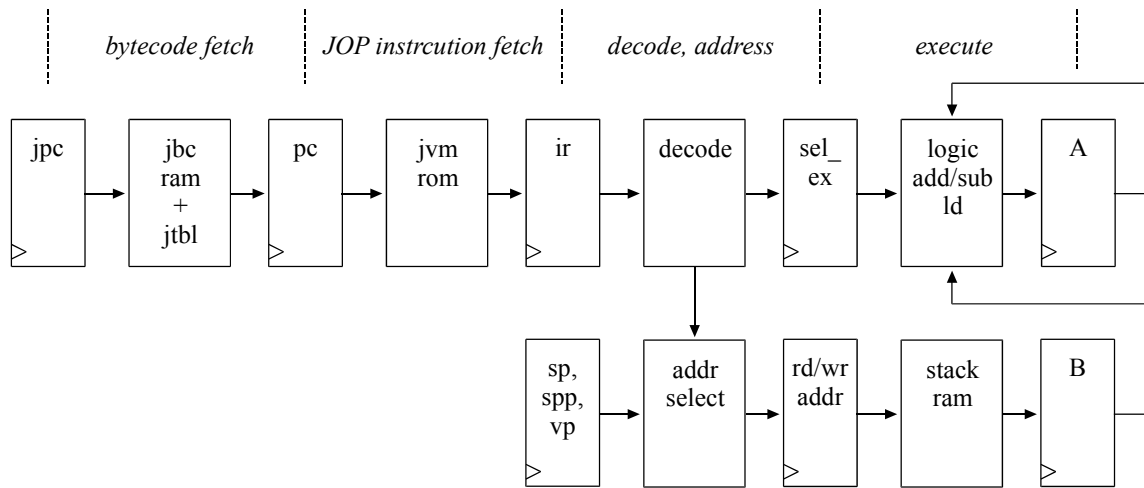 bytecode fetch
JOP instrcution fetch
decode, address
execute
jpc
jbc
ram
+
jtbl
pc
jvm
rom
ir
decode
sel_
ex
logic
add/sub
ld
A
sp,
spp,
vp
addr
select
rd/wr
addr
stack
ram
B